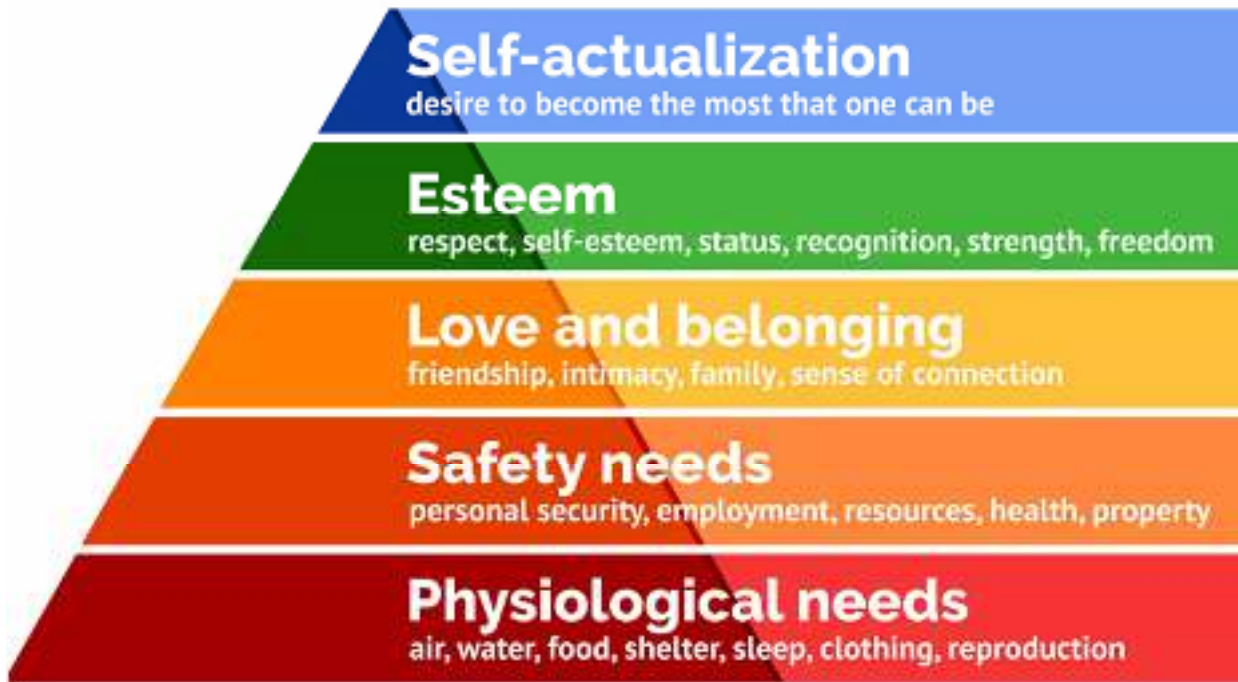 Self-actualization
desire to become the most that one can be
Esteem
respect, self-esteem, status, recognition, strength, freedom
Love and belonging
friendship, intimacy, family, sense of connection
Safety needs
personal security, employment, resources, health, property
Physiological needs
air, water, food, shelter, sleep, clothing, reproduction